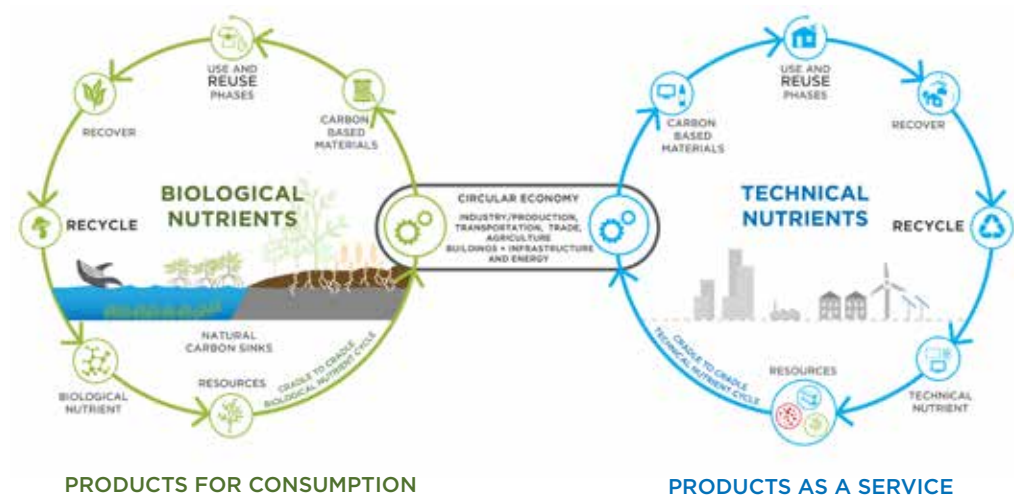 USE AND
REUSE
PHASES
RECOVER
CARBON
BASED
MATERIALS
BIOLOGICAL
NUTRIENTS
RECYCLE
NATURAL
CARBON SINKS
BIOLOGICAL
NUTRIENT
RESOURCES
CRADLE TO CRADLE
BIOLOGICAL NUTRIENT CYCLE
CIRCULAR ECONOMY
INDUSTRY/PRODUCTION,
TRANSPORTATION, TRADE,
AGRICULTURE
BUILDINGS + INFRASTRUCTURE
AND ENERGY
USE AND
REUSE
PHASES
CARBON
BASED
MATERIALS
RECOVER
TECHNICAL
NUTRIENTS
RECYCLE
CRADLE TO CRADLE
TECHNICAL NUTRIENT CYCLE
RESOURCES
TECHNICAL
NUTRIENT
PRODUCTS FOR CONSUMPTION
PRODUCTS AS A SERVICE